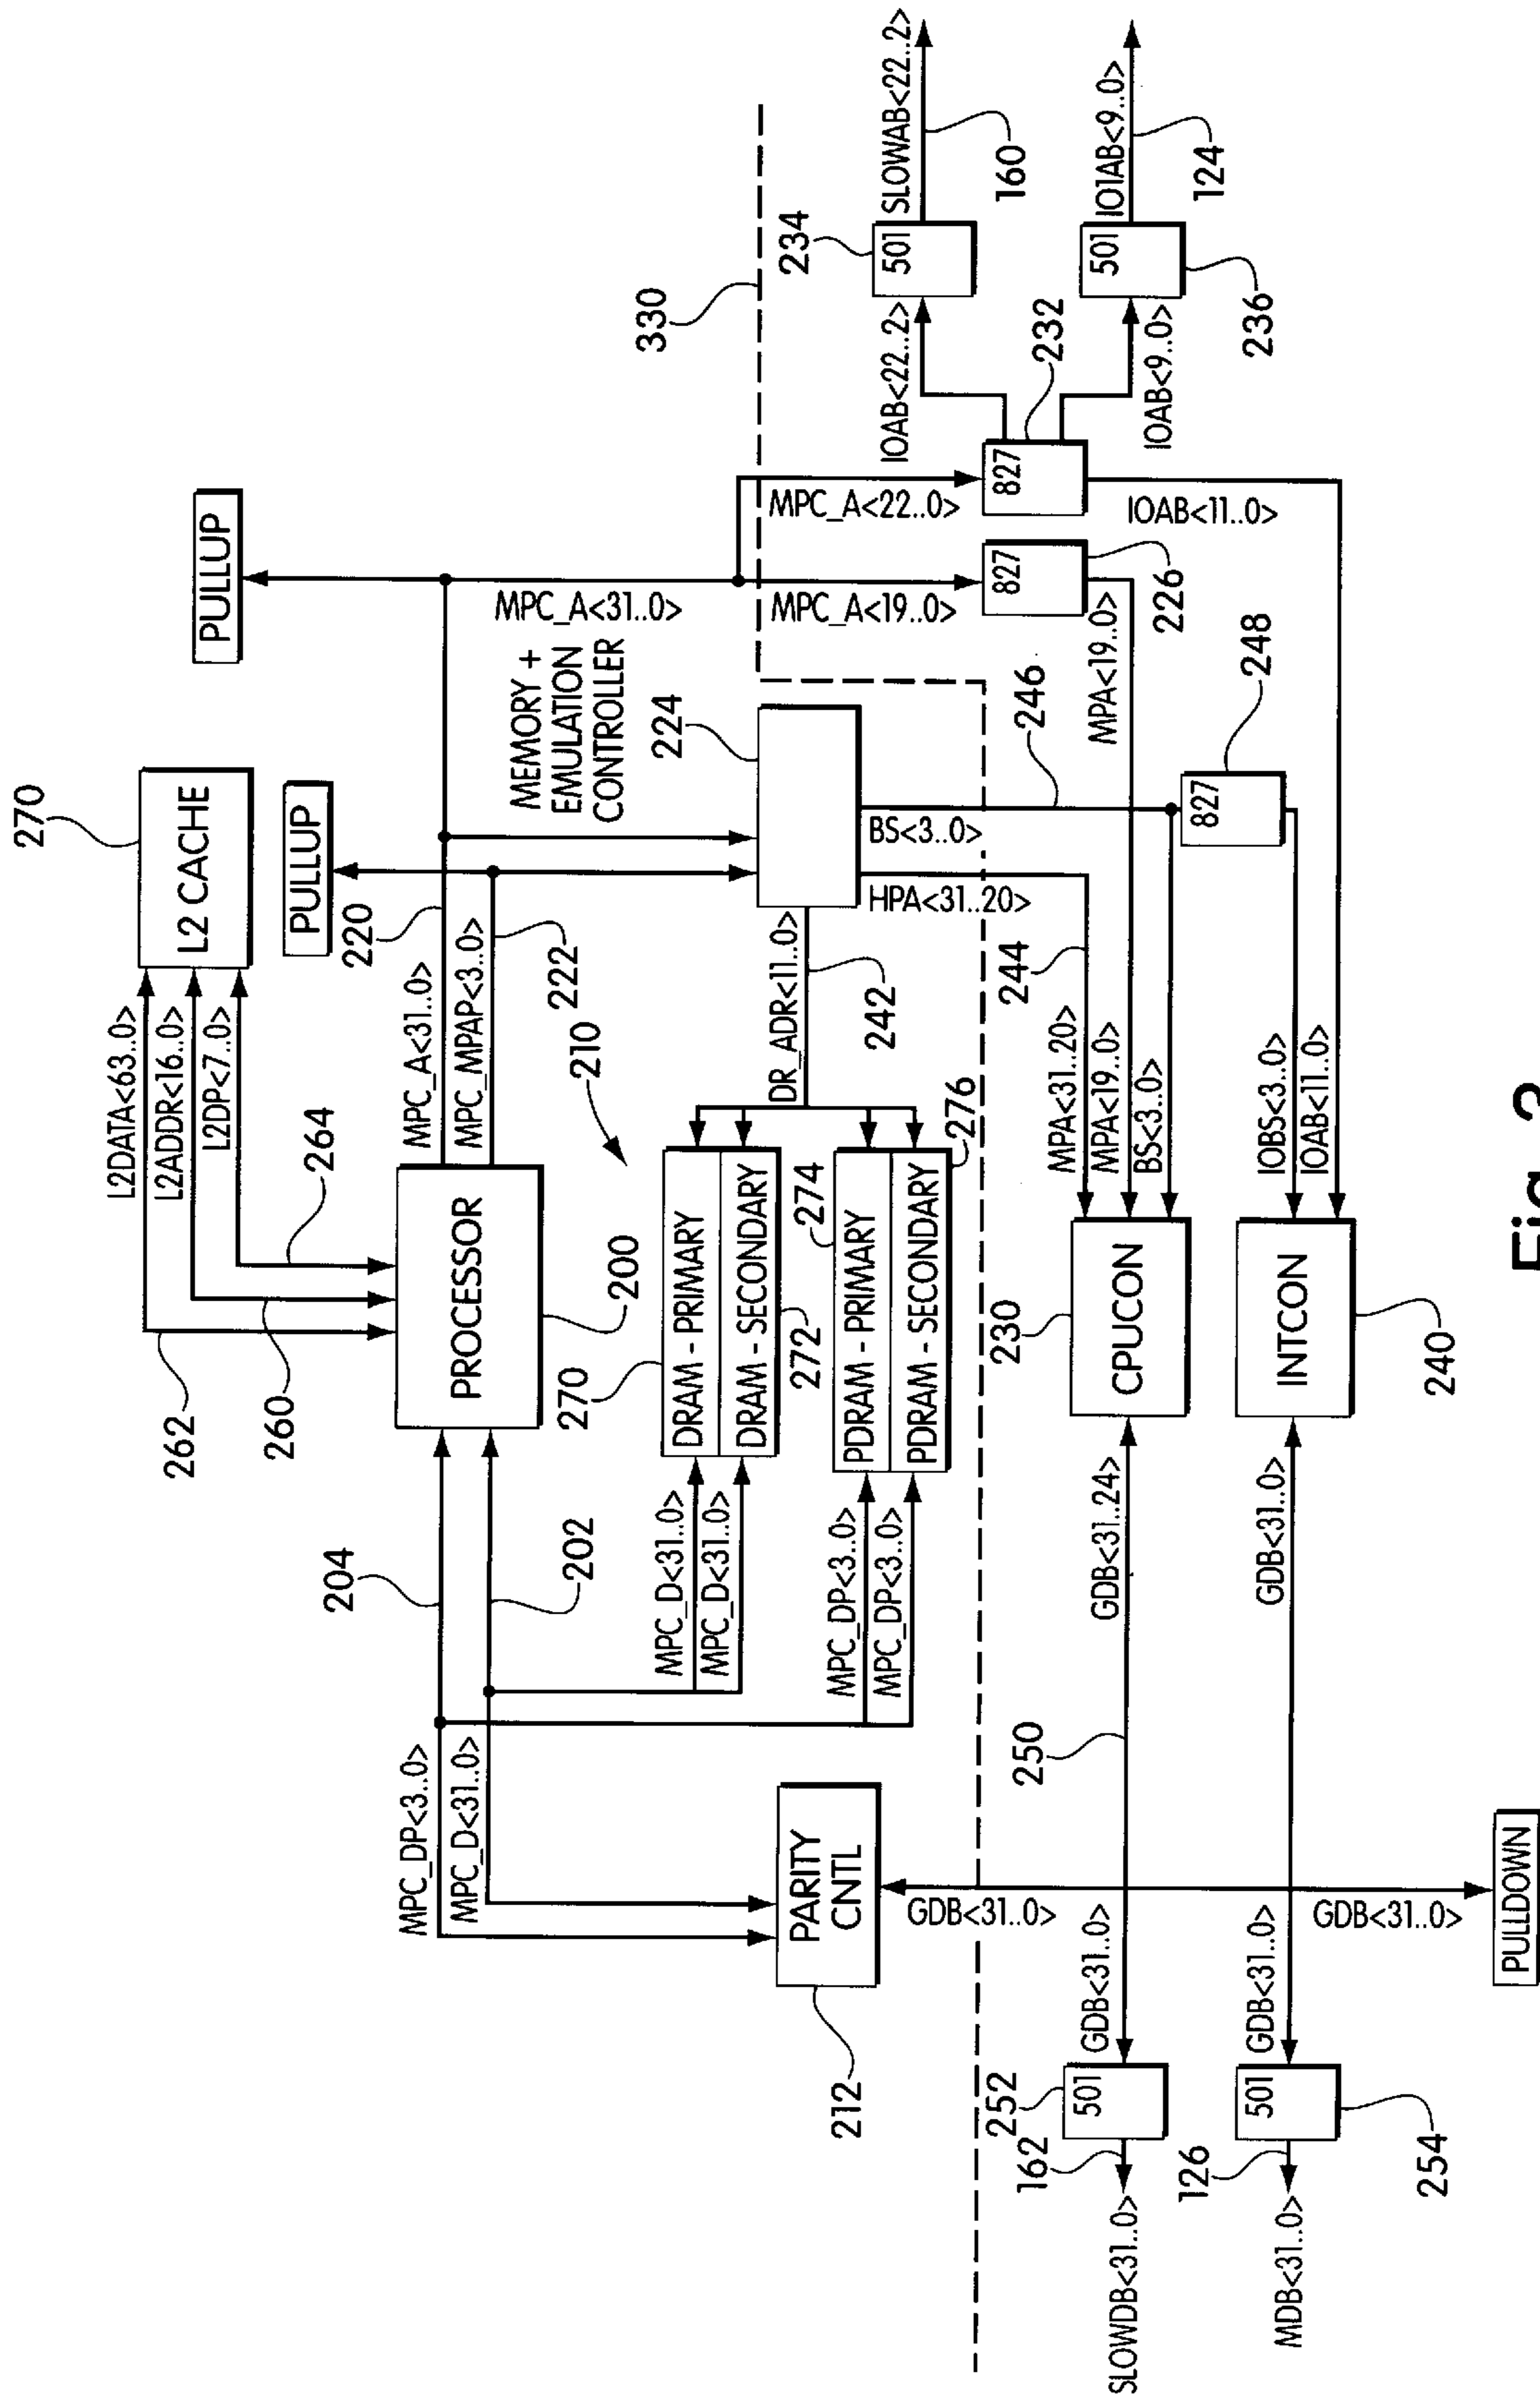 270
L2 CACHE
L2DATA<63..0>
L2ADDR<16..0>
L2DP<7..0>
262
260
264
PULLUP
PULLUP
220
MPC_A<31..0>
MPC_MPAP<3..0>
222
PROCESSOR
200
204
202
MPC_DP<3..0>
MPC_D<31..0>
MPC_A<31..0>
MEMORY +
EMULATION
CONTROLLER
224
210
330
270
DRAM - PRIMARY
DRAM - SECONDARY
272
274
PDRAM - PRIMARY
PDRAM - SECONDARY
276
MPC_D<31..0>
MPC_D<31..0>
MPC_DP<3..0>
MPC_DP<3..0>
DR_ADR<11..0>
242
BS<3..0>
HPA<31..20>
MPC_A<19..0>
MPC_A<22..0>
PARITY
CNTL
212
GDB<31..0>
GDB<31..0>
PULLDOWN
827
226
827
232
IOAB<22..2>
IOAB<9..0>
IOAB<11..0>
234
501
SLOWAB<22..2>
160
501
236
IO1AB<9..0>
124
MPA<19..0>
246
244
248
827
MPA<31..20>
MPA<19..0>
BS<3..0>
230
CPUCON
IOBS<3..0>
IOAB<11..0>
INTCON
240
GDB<31..24>
250
GDB<31..0>
252
501
162
SLOWDB<31..0>
GDB<31..0>
GDB<31..0>
501
254
126
MDB<31..0>